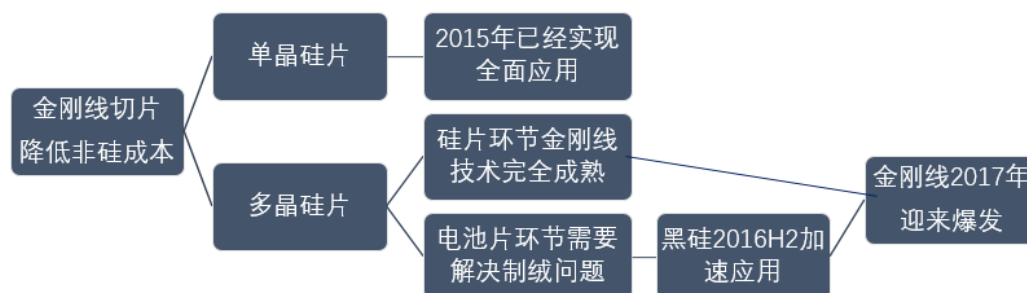 金刚线切片
降低非硅成本
单晶硅片
2015年已经实现
全面应用
多晶硅片
硅片环节金刚线
技术完全成熟
电池片环节需要
解决制绒问题
黑硅2016H2加
速应用
金刚线2017年
迎来爆发